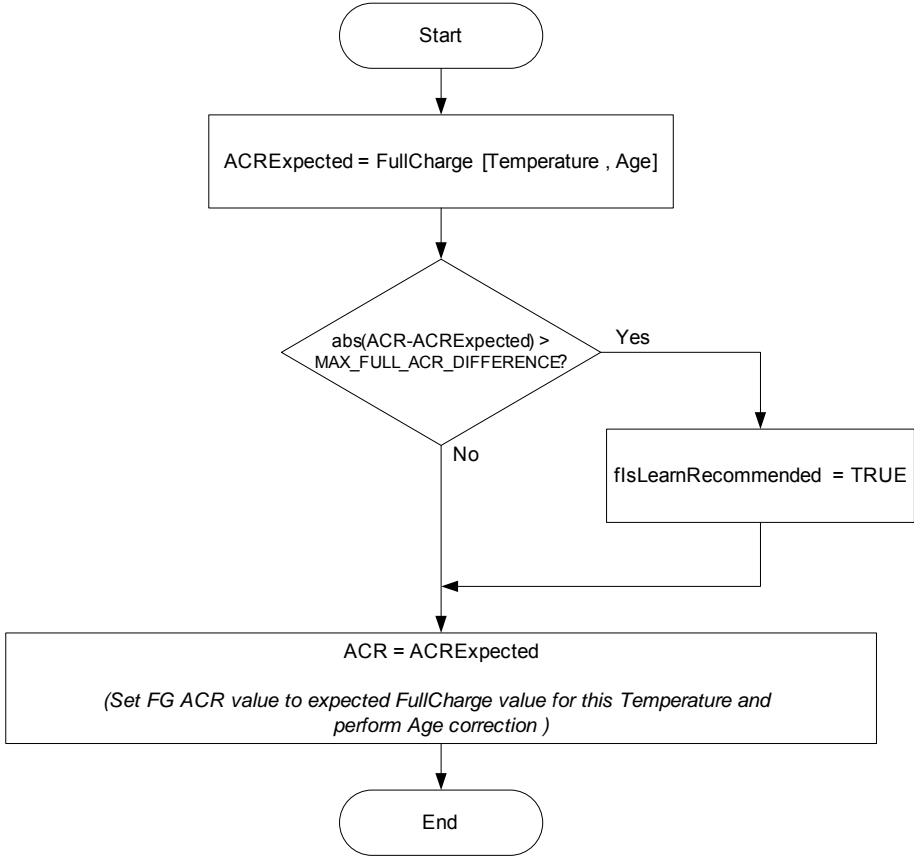 Start
ACRExpected = FullCharge [Temperature , Age]
abs(ACR-ACRExpected) >
MAX_FULL_ACR_DIFFERENCE?
Yes
No
fIsLearnRecommended = TRUE
ACR = ACRExpected
(Set FG ACR value to expected FullCharge value for this Temperature and
perform Age correction )
End